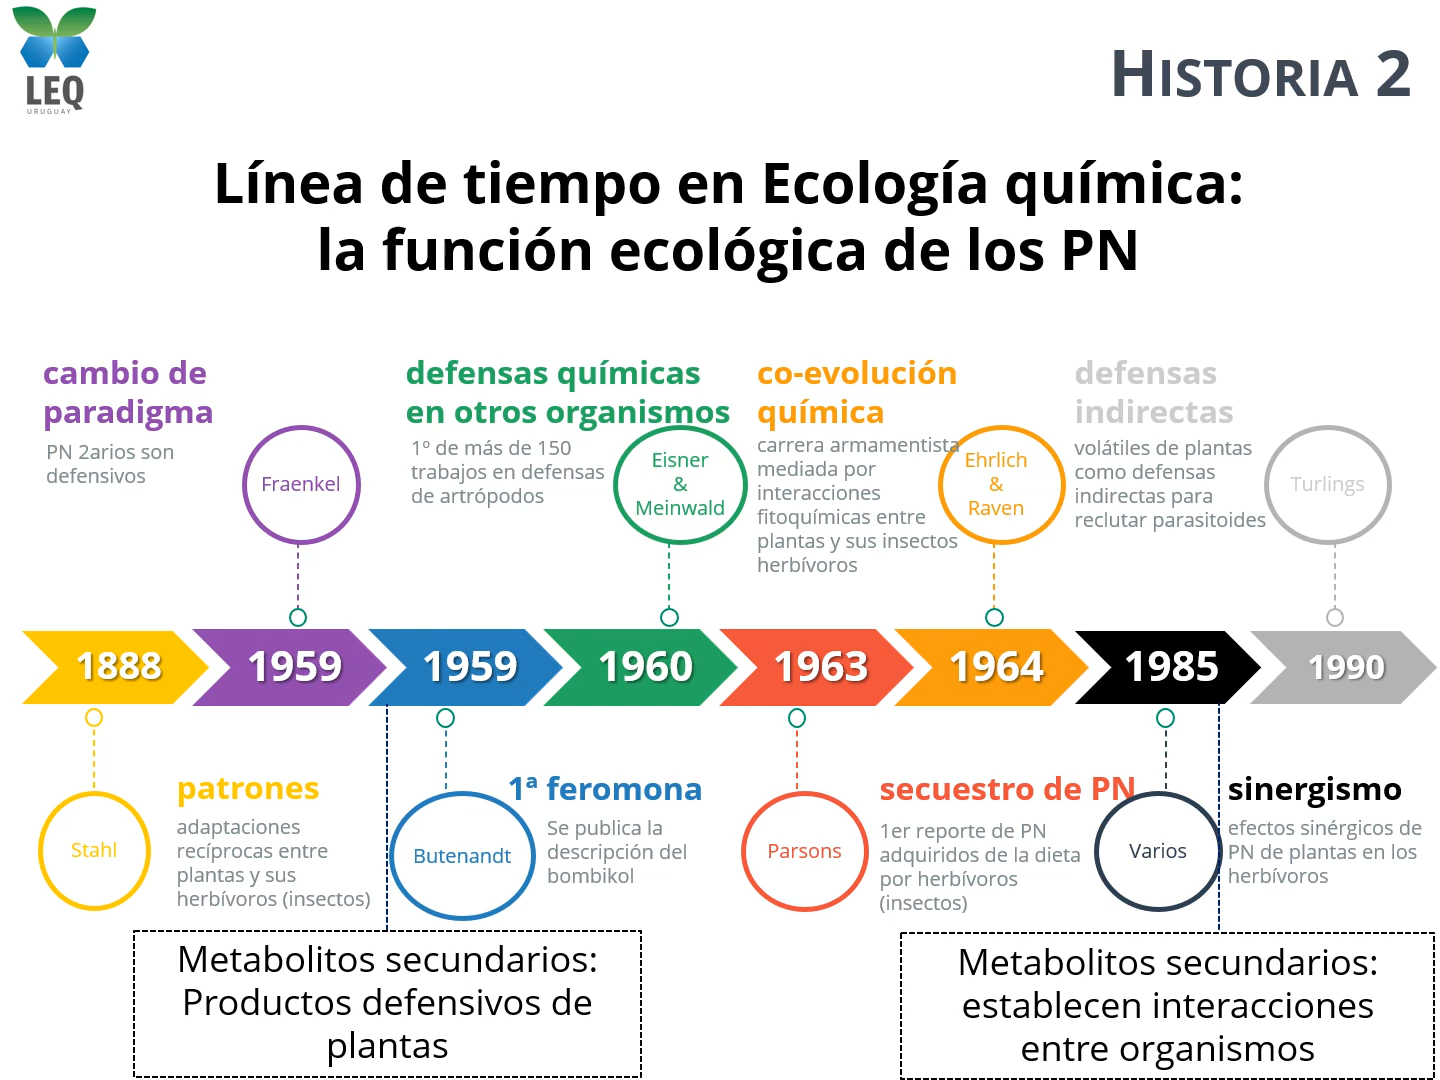 LEQ
URUGUAY
HISTORIA 2
Línea de tiempo en Ecología química:
la función ecológica de los PN
cambio de
paradigma
PN 2arios son
defensivos
Fraenkel
defensas químicas
en otros organismos
1º de más de 150
trabajos en defensas
de artrópodos
Eisner
&
Meinwald
co-evolución
química
carrera armamentista
mediada por
interacciones
fitoquímicas entre
plantas y sus insectos
herbívoros
Ehrlich
&
Raven
defensas
indirectas
volátiles de plantas
como defensas
indirectas para
reclutar parasitoides
Turlings
1888
1959
1959
1960
1963
1964
1985
1990
Stahl
patrones
adaptaciones
recíprocas entre
plantas y sus
herbívoros (insectos)
Butenandt
1ª feromona
Se publica la
descripción del
bombikol
Parsons
secuestro de PN
1er reporte de PN
adquiridos de la dieta
por herbívoros
(insectos)
Varios
sinergismo
efectos sinérgicos de
PN de plantas en los
herbívoros
Metabolitos secundarios:
Productos defensivos de
plantas
Metabolitos secundarios:
establecen interacciones
entre organismos